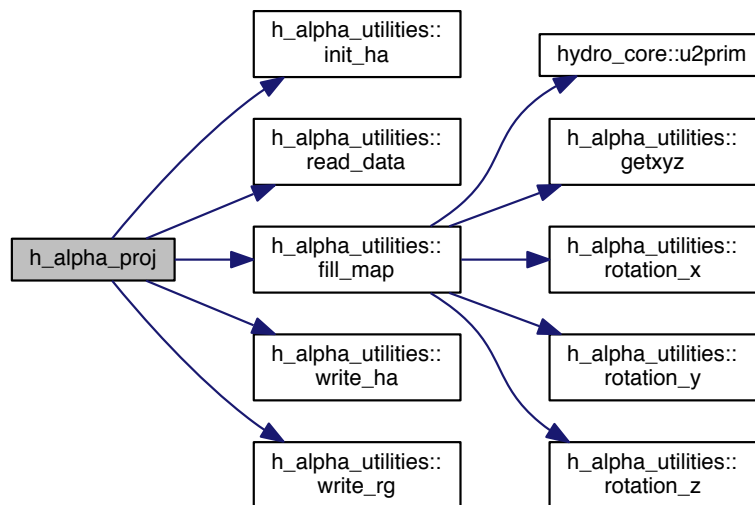 h_alpha_proj
h_alpha_utilities::
init_ha
h_alpha_utilities::
read_data
h_alpha_utilities::
fill_map
h_alpha_utilities::
write_ha
h_alpha_utilities::
write_rg
hydro_core::u2prim
h_alpha_utilities::
getxyz
h_alpha_utilities::
rotation_x
h_alpha_utilities::
rotation_y
h_alpha_utilities::
rotation_z